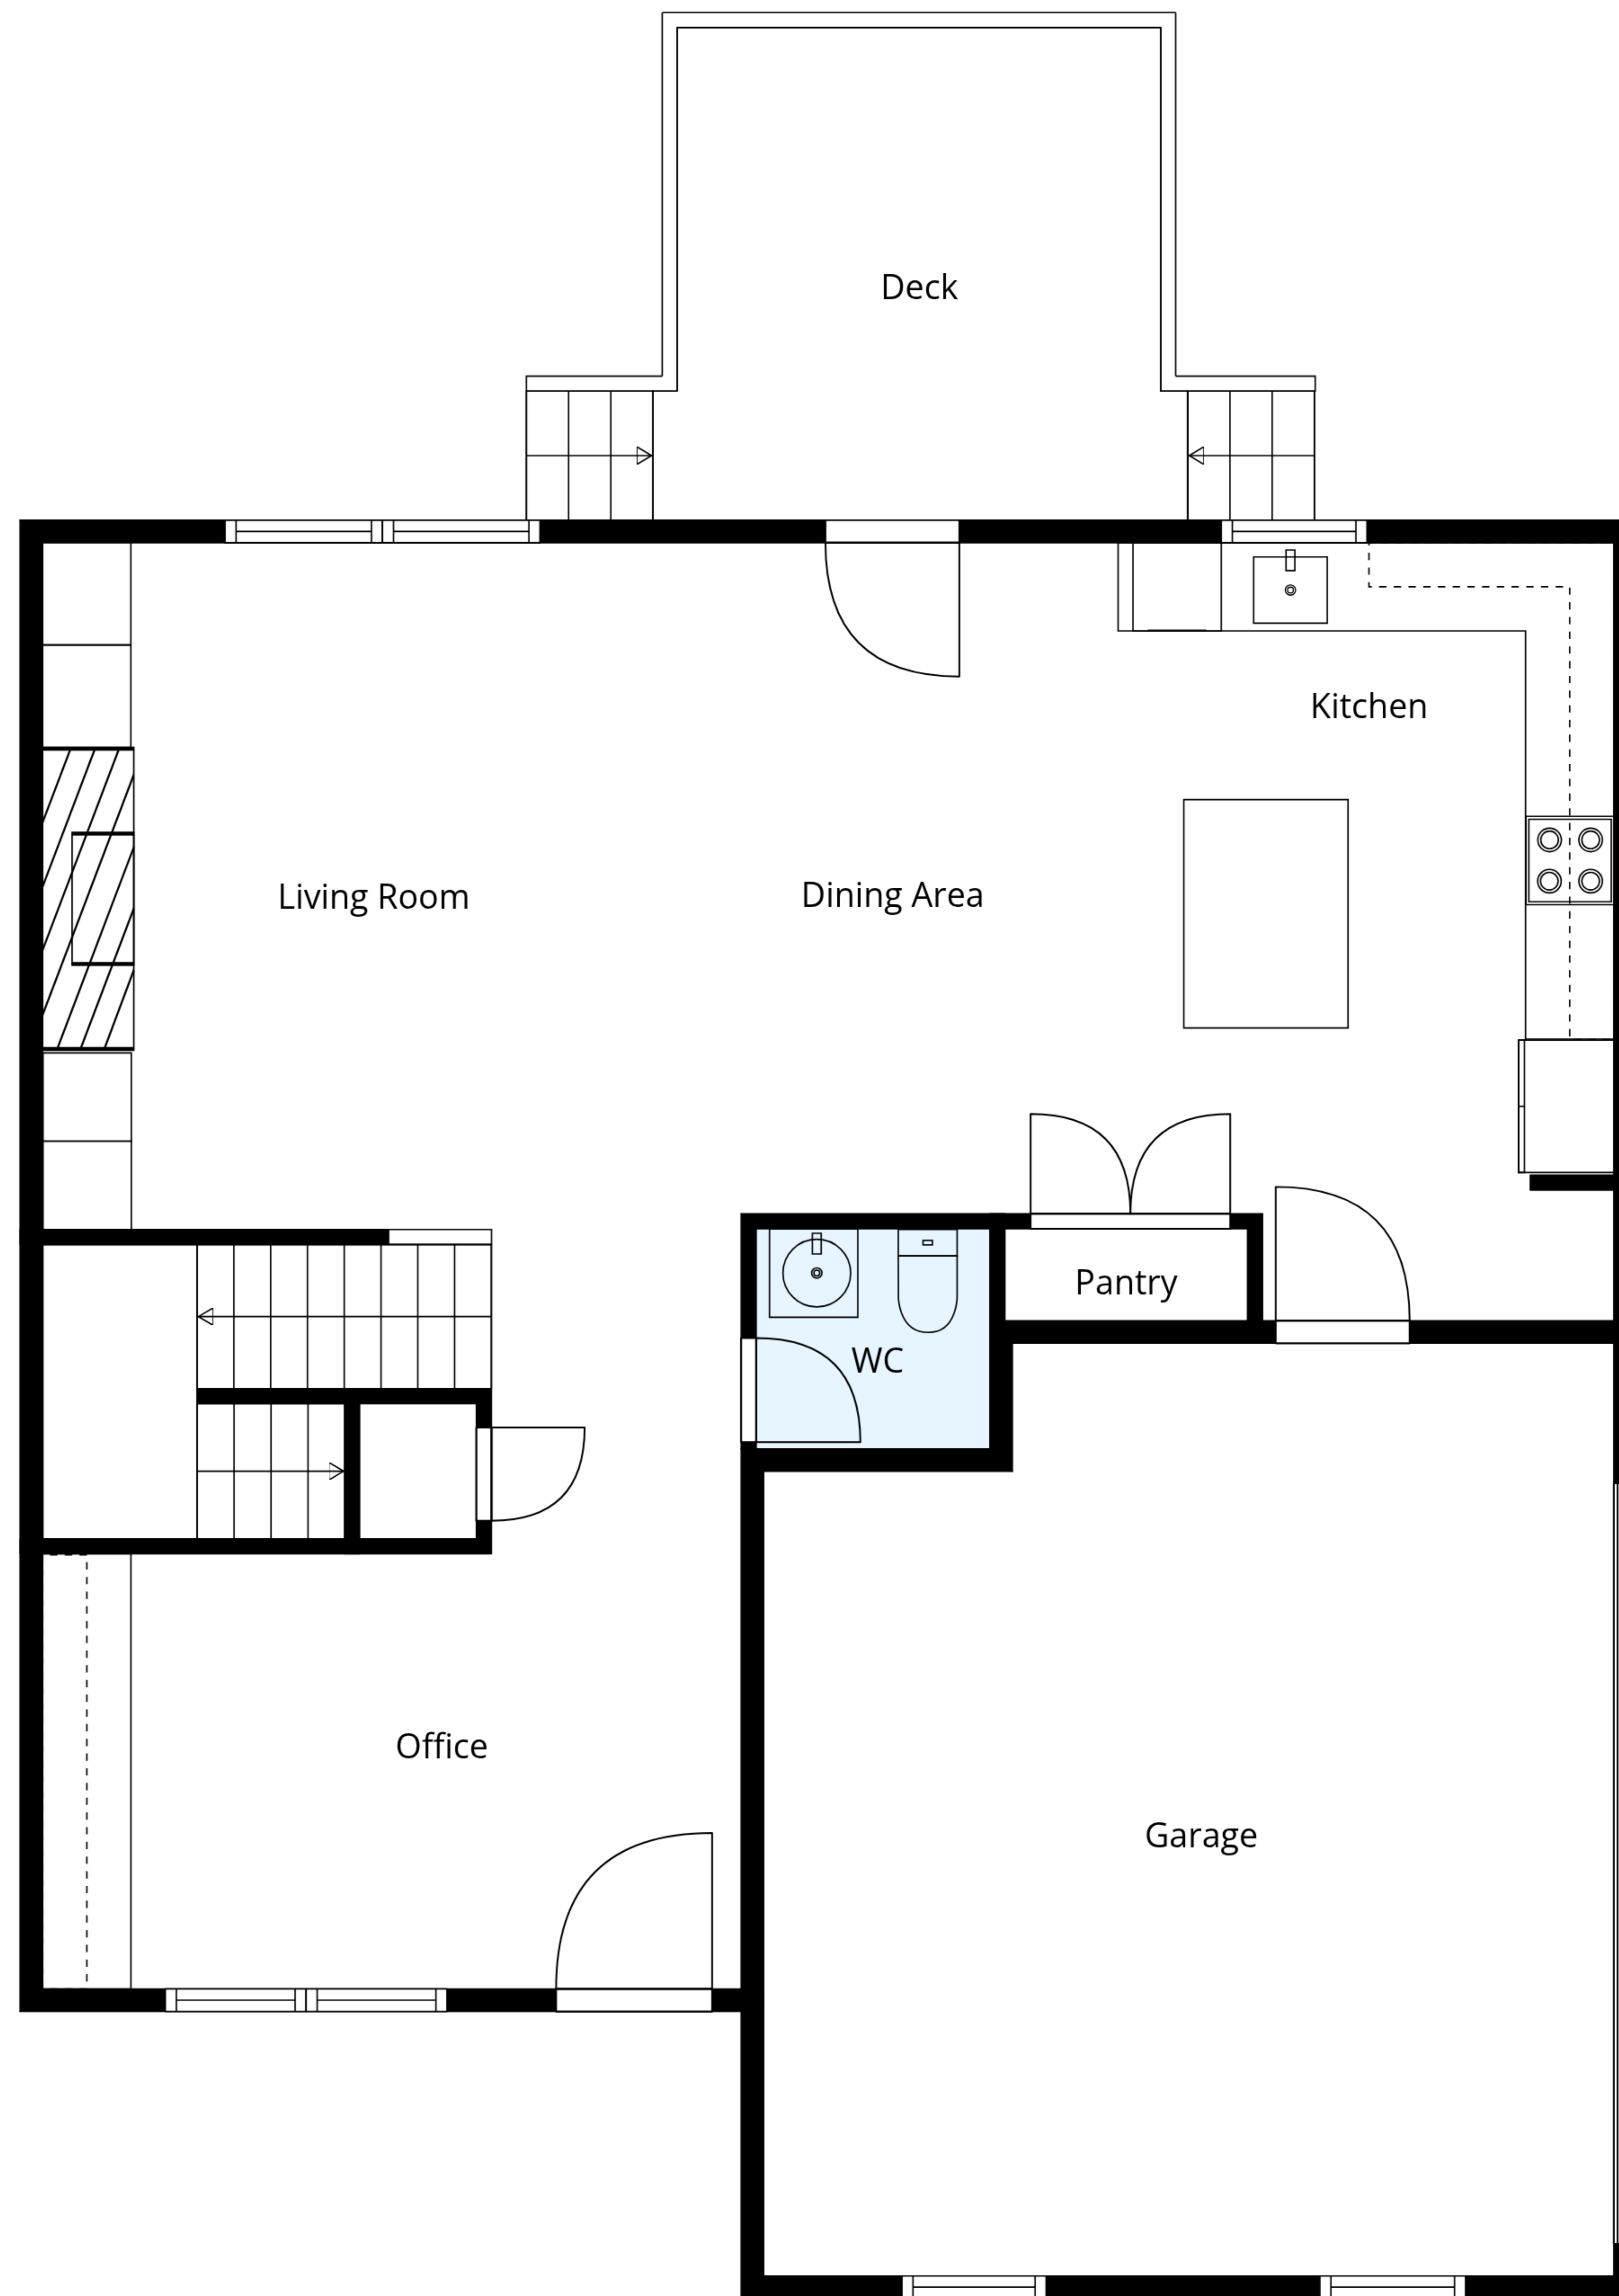 Deck
Kitchen
Living Room
Dining Area
Pantry
WC
Office
Garage